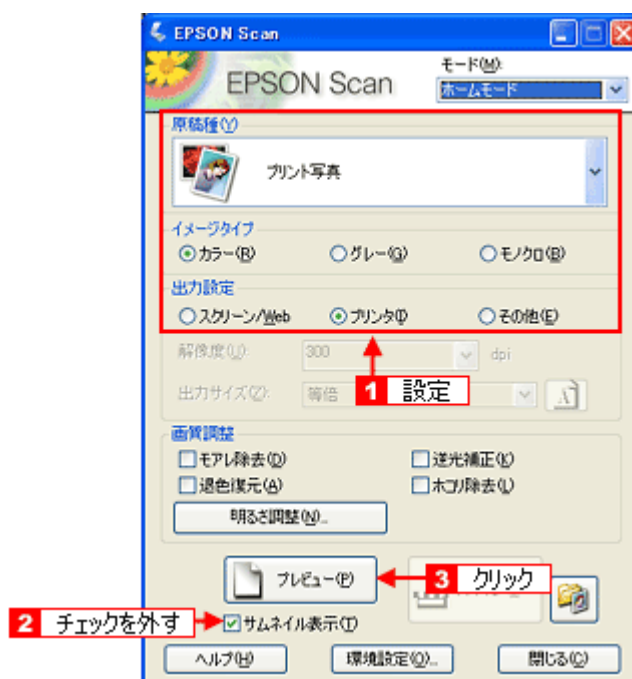 EPSON Scan
EPSON Scan
モード(M):
ホームモード
原稿種(Y)
プリント写真
イメージタイプ
カラー(R) グレー(G) モノクロ(B)
出力設定
スクリーン/Web プリンタ(I) その他(E)
解像度(U): 300 dpi
出力サイズ(Z): 等倍 A
1 設定
画質調整
モアレ除去(D) 逆光補正(K)
退色復元(A) ホコリ除去(L)
明るさ調整(N)...
プレビュー(P) 3 クリック
2 チェックを外す サムネイル表示(T)
ヘルプ(H) 環境設定(O)... 閉じる(C)